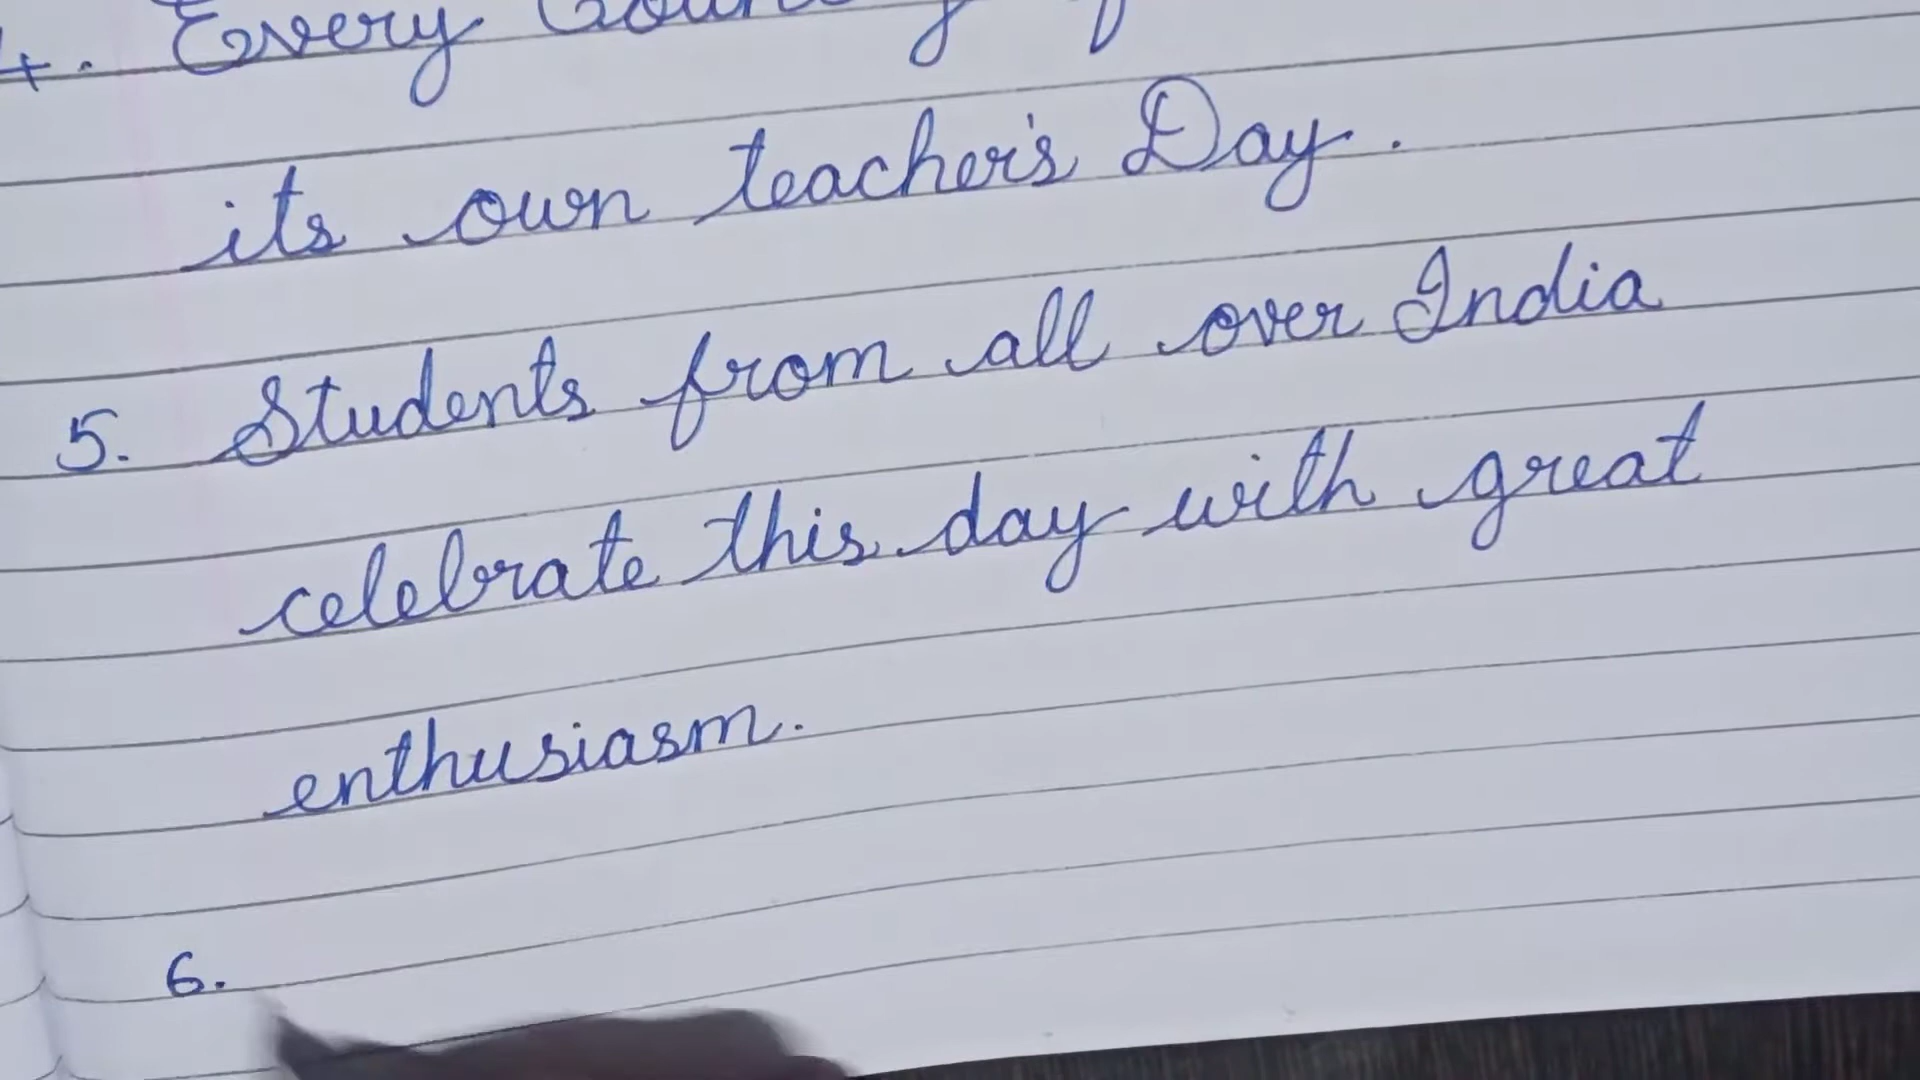 4. Every Country
its own teacher's Day.
5. Students from all over India
celebrate this day with great
enthusiasm.
6.